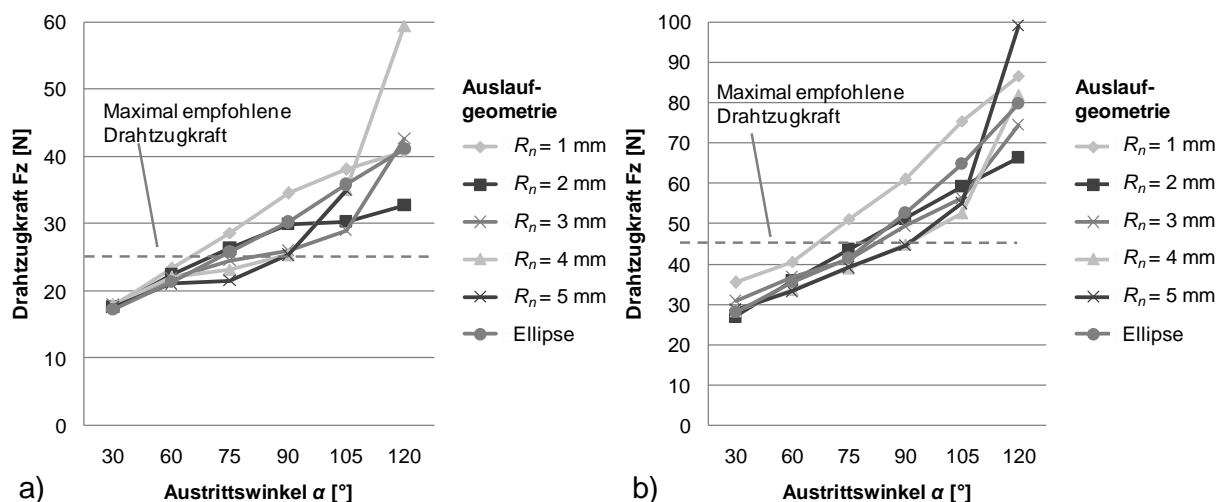 60
50
40
30
20
10
0
Drahtzugkraft Fz [N]
Maximal empfohlene
Drahtzugkraft
30 60 75 90 105 120
Austrittswinkel α [°]
a)
Auslauf-
geometrie
Rn = 1 mm
Rn = 2 mm
Rn = 3 mm
Rn = 4 mm
Rn = 5 mm
Ellipse
100
90
80
70
60
50
40
30
20
10
0
Drahtzugkraft Fz [N]
Maximal empfohlene
Drahtzugkraft
30 60 75 90 105 120
Austrittswinkel α [°]
b)
Auslauf-
geometrie
Rn = 1 mm
Rn = 2 mm
Rn = 3 mm
Rn = 4 mm
Rn = 5 mm
Ellipse